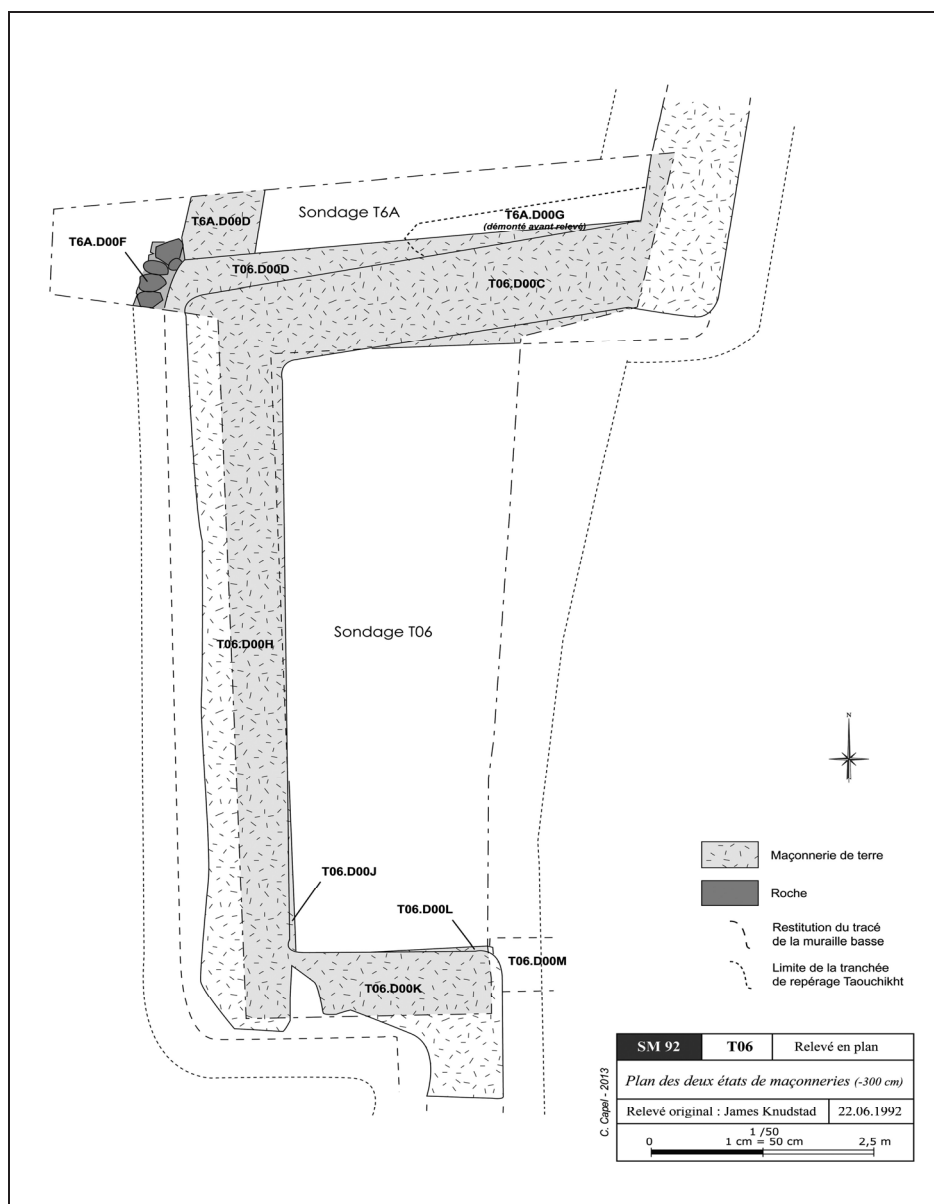 T6A.D00D
Sondage T6A
T6A.D00G
(démonté avant relevé)
T6A.D00F
T06.D00D
T06.D00C
Sondage T06
T06.D00H
N
T06.D00J
T06.D00L
T06.D00M
T06.D00K
Maçonnerie de terre
Roche
Restitution du tracé
de la muraille basse
Limite de la tranchée
de repérage Taouchikht
C. Capel - 2013
SM 92 T06 Relevé en plan
Plan des deux états de maçonneries (-300 cm)
Relevé original : James Knudstad 22.06.1992
1 /50
0 1 cm = 50 cm 2,5 m